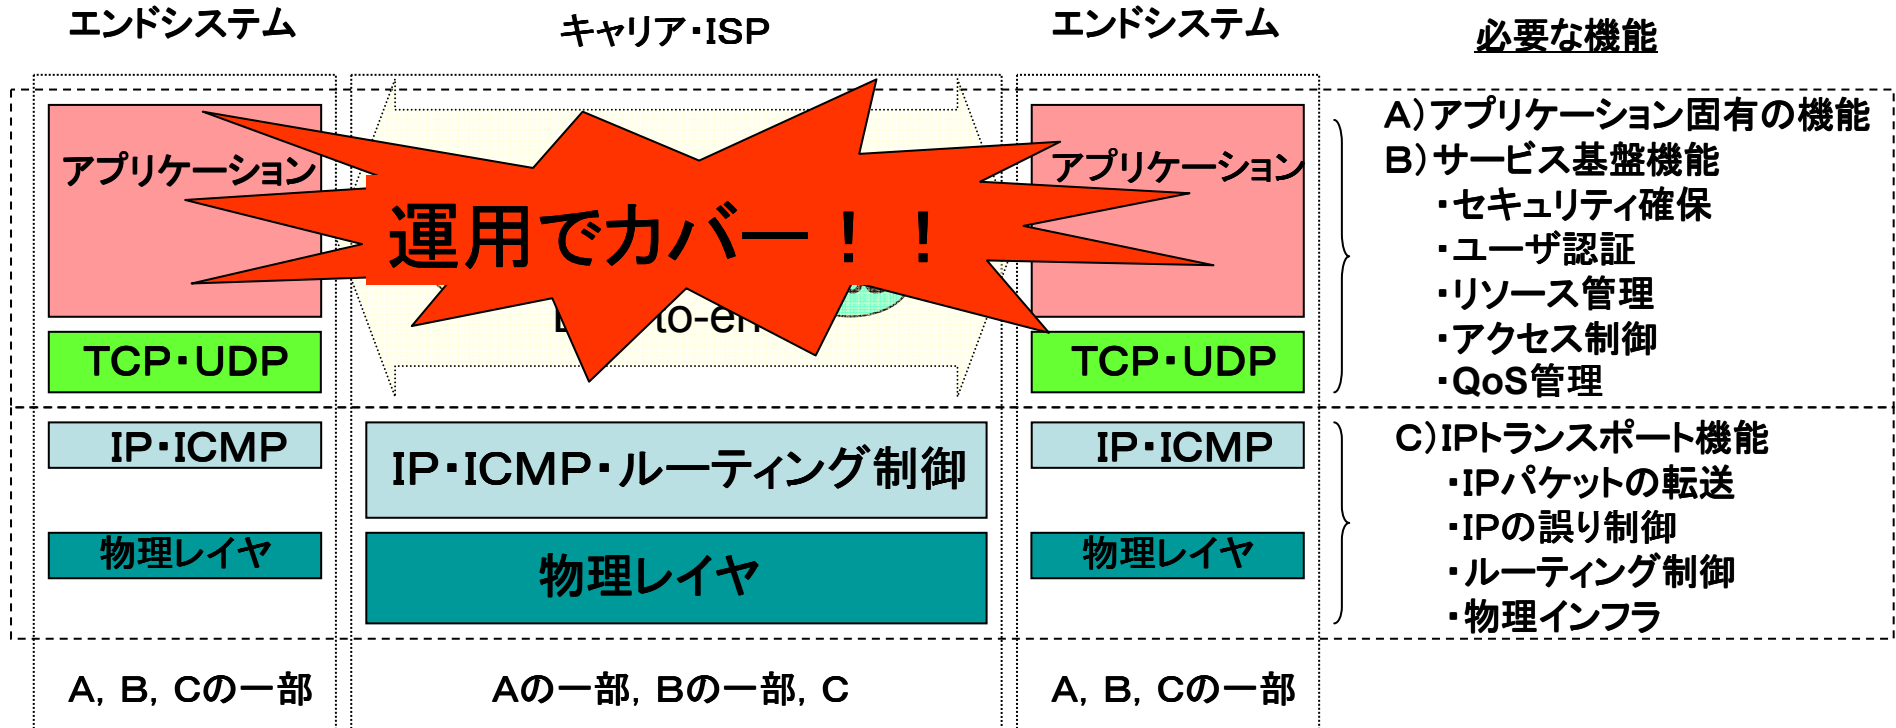 エンドシステム
キャリア・ISP
エンドシステム
必要な機能
アプリケーション
運用でカバー！！
アプリケーション
to-en
TCP・UDP
TCP・UDP
A）アプリケーション固有の機能
B）サービス基盤機能
・セキュリティ確保
・ユーザ認証
・リソース管理
・アクセス制御
・QoS管理
IP・ICMP
IP・ICMP・ルーティング制御
IP・ICMP
物理レイヤ
物理レイヤ
物理レイヤ
C）IPトランスポート機能
・IPパケットの転送
・IPの誤り制御
・ルーティング制御
・物理インフラ
A, B, Cの一部
Aの一部, Bの一部, C
A, B, Cの一部